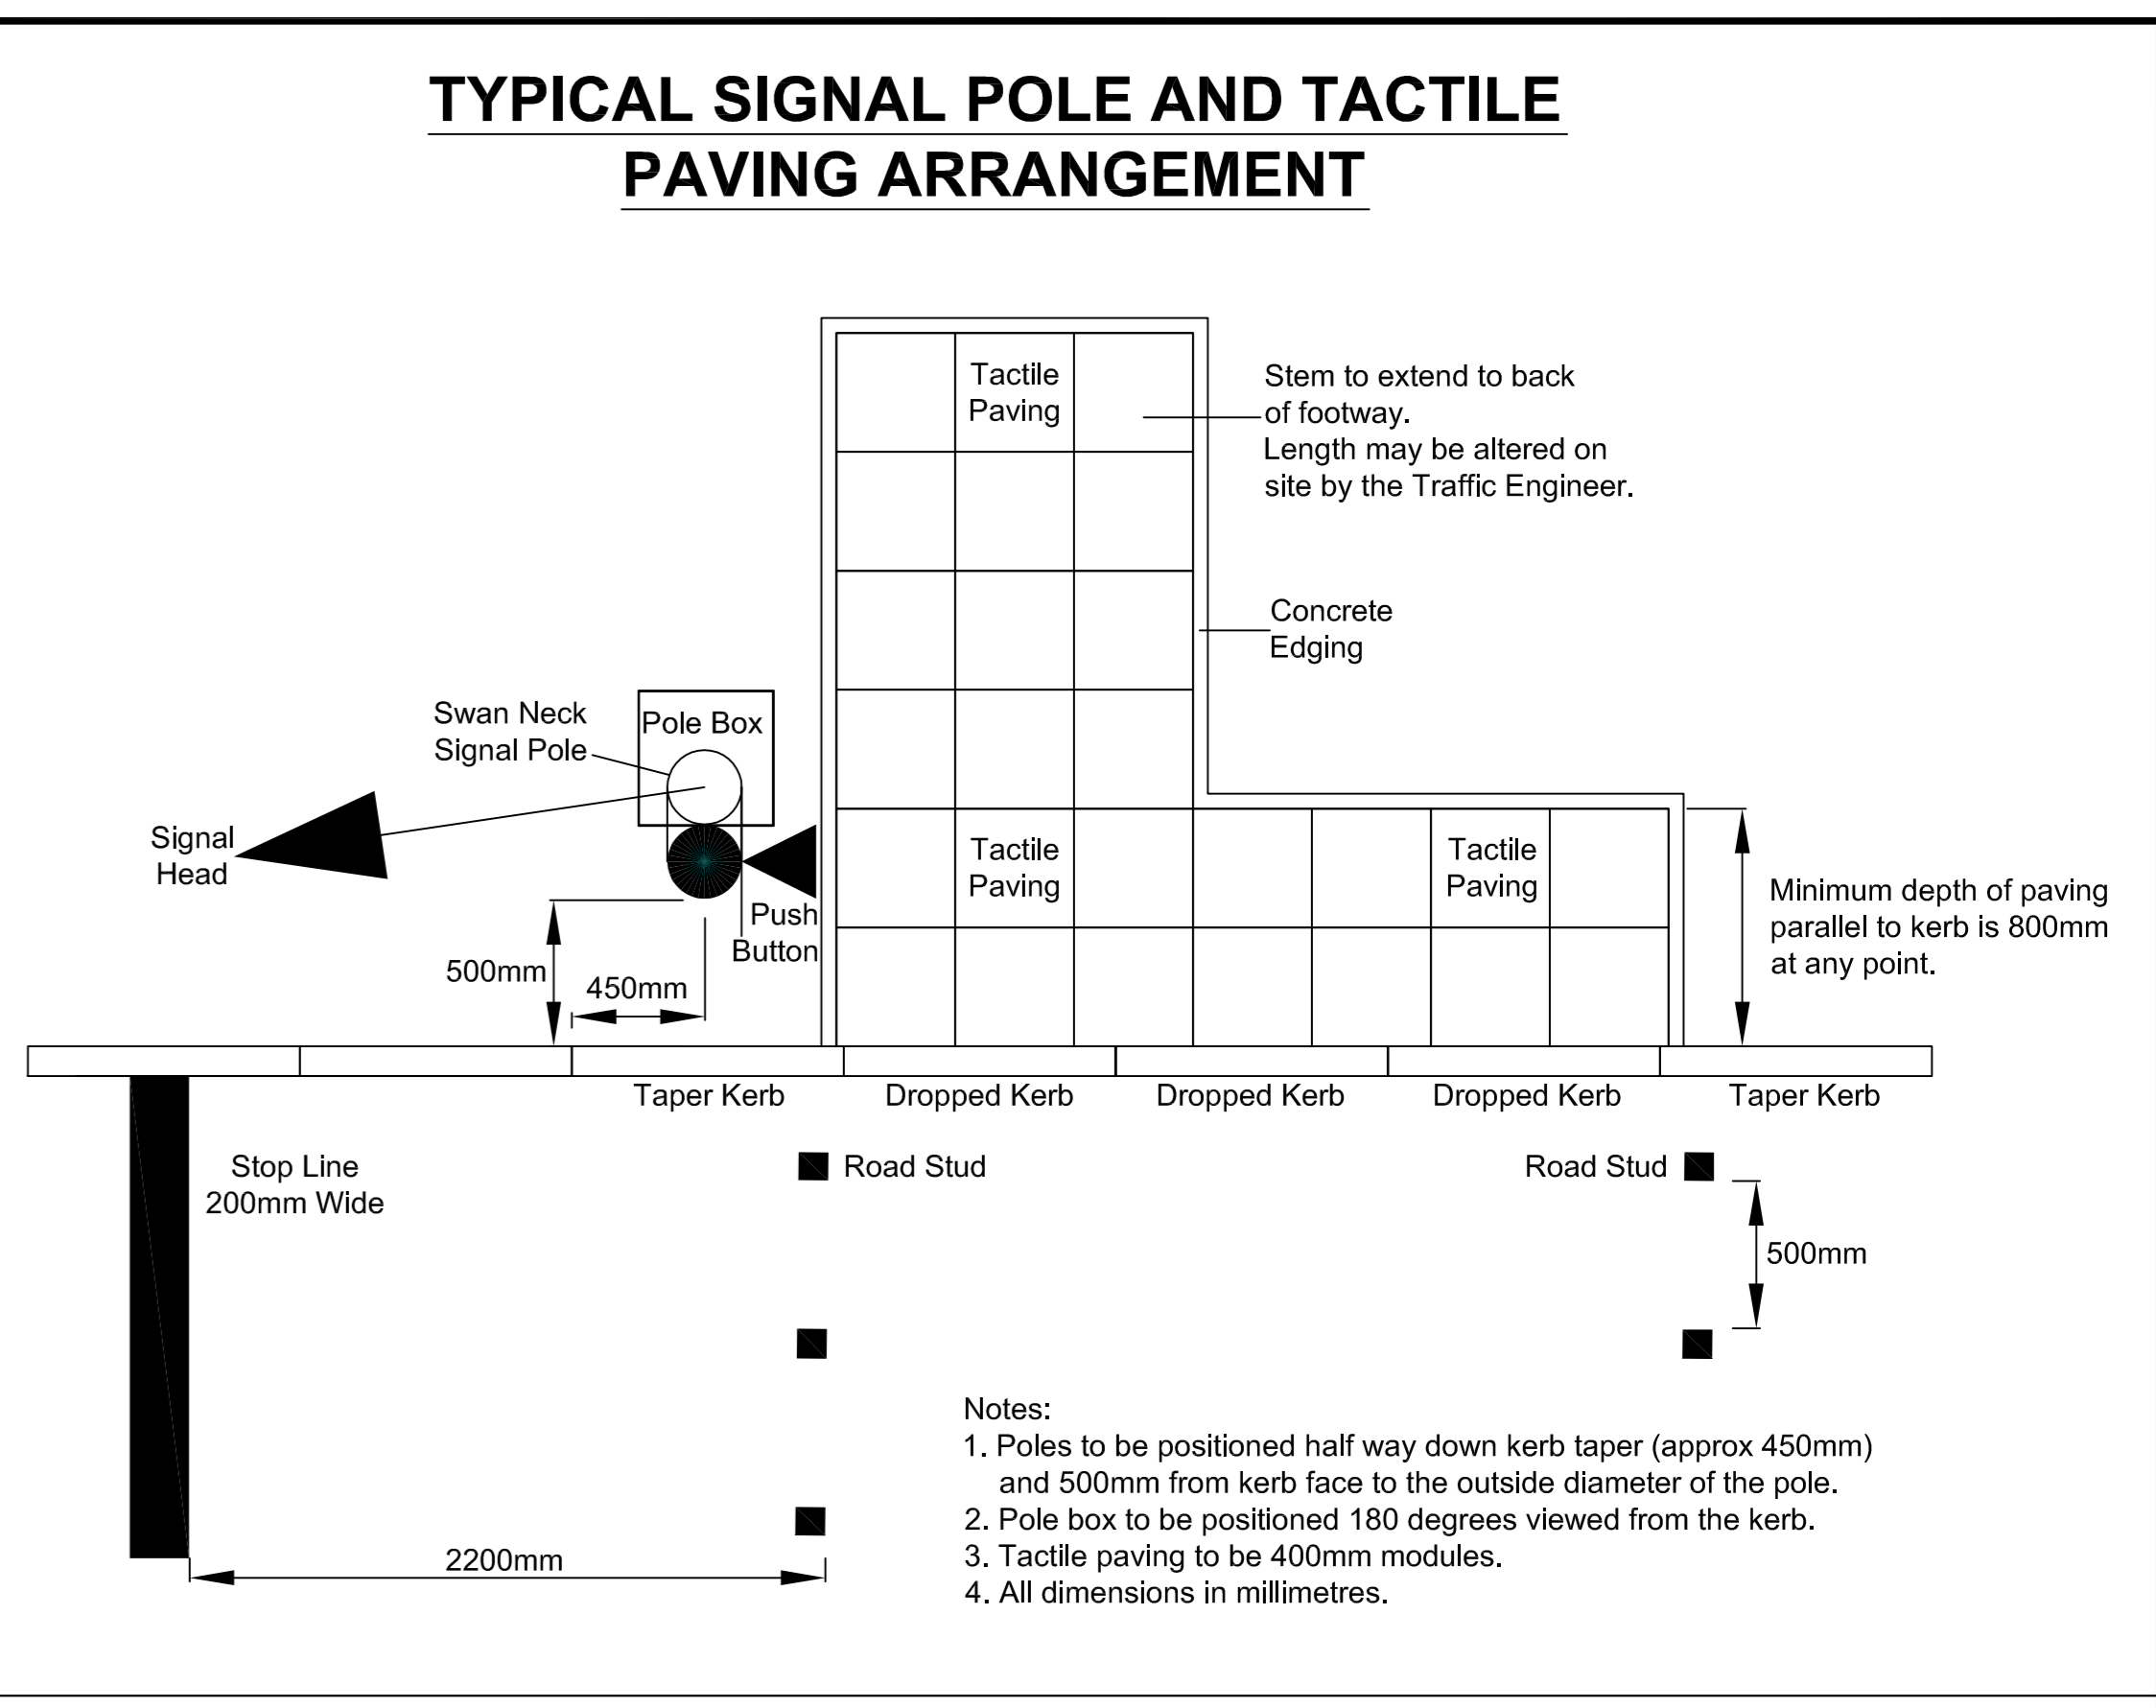 TYPICAL SIGNAL POLE AND TACTILE
PAVING ARRANGEMENT
Tactile
Paving
Stem to extend to back
of footway.
Length may be altered on
site by the Traffic Engineer.
Concrete
Edging
Swan Neck
Signal Pole
Pole Box
Signal
Head
Push
Button
Tactile
Paving
Tactile
Paving
Minimum depth of paving
parallel to kerb is 800mm
at any point.
500mm
450mm
Taper Kerb
Dropped Kerb
Dropped Kerb
Dropped Kerb
Taper Kerb
Stop Line
200mm Wide
Road Stud
Road Stud
500mm
2200mm
Notes:
1. Poles to be positioned half way down kerb taper (approx 450mm)
and 500mm from kerb face to the outside diameter of the pole.
2. Pole box to be positioned 180 degrees viewed from the kerb.
3. Tactile paving to be 400mm modules.
4. All dimensions in millimetres.